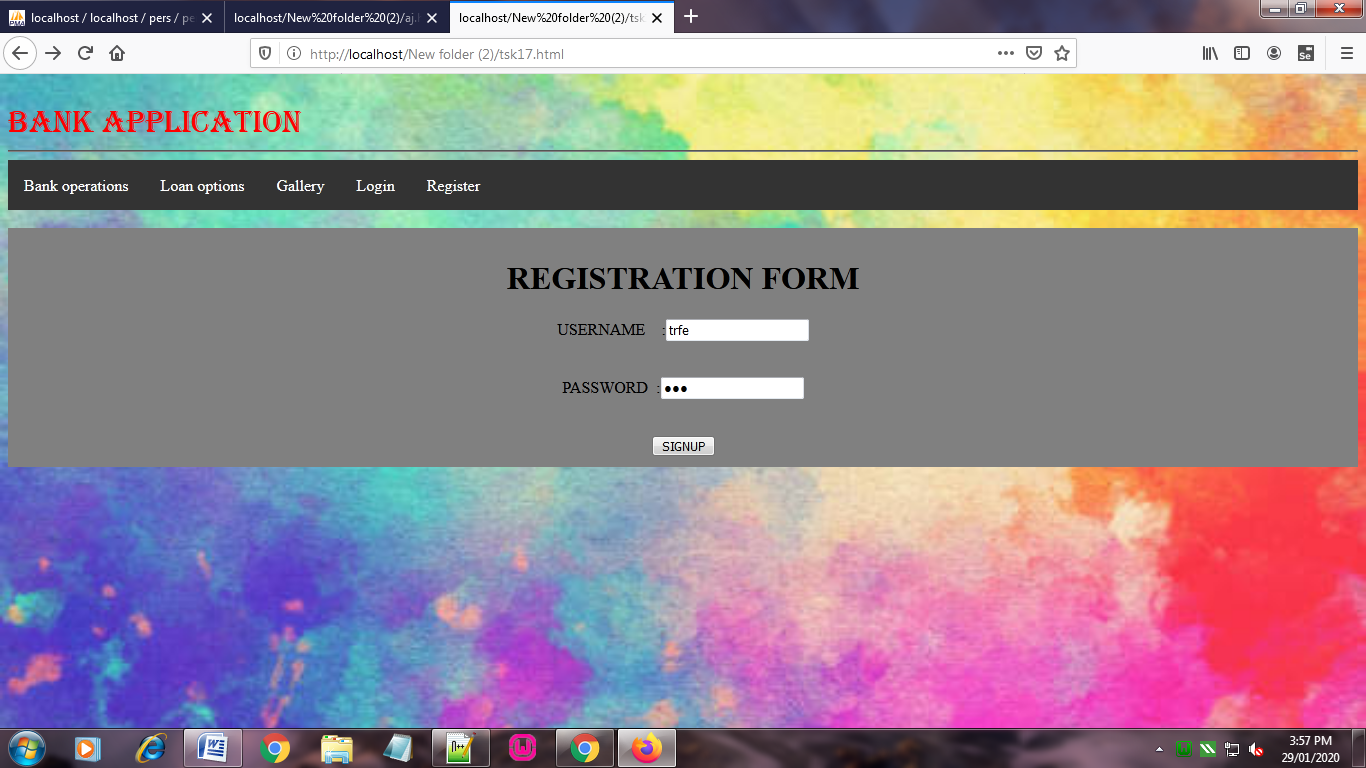 localhost / localhost / pers / pe
localhost/New%20folder%20(2)/aj.h
localhost/New%20folder%20(2)/tsk
http://localhost/New folder (2)/tsk17.html
BANK APPLICATION
Bank operations Loan options Gallery Login Register
REGISTRATION FORM
USERNAME :trfe
PASSWORD :●●●
SIGNUP
3:57 PM
29/01/2020